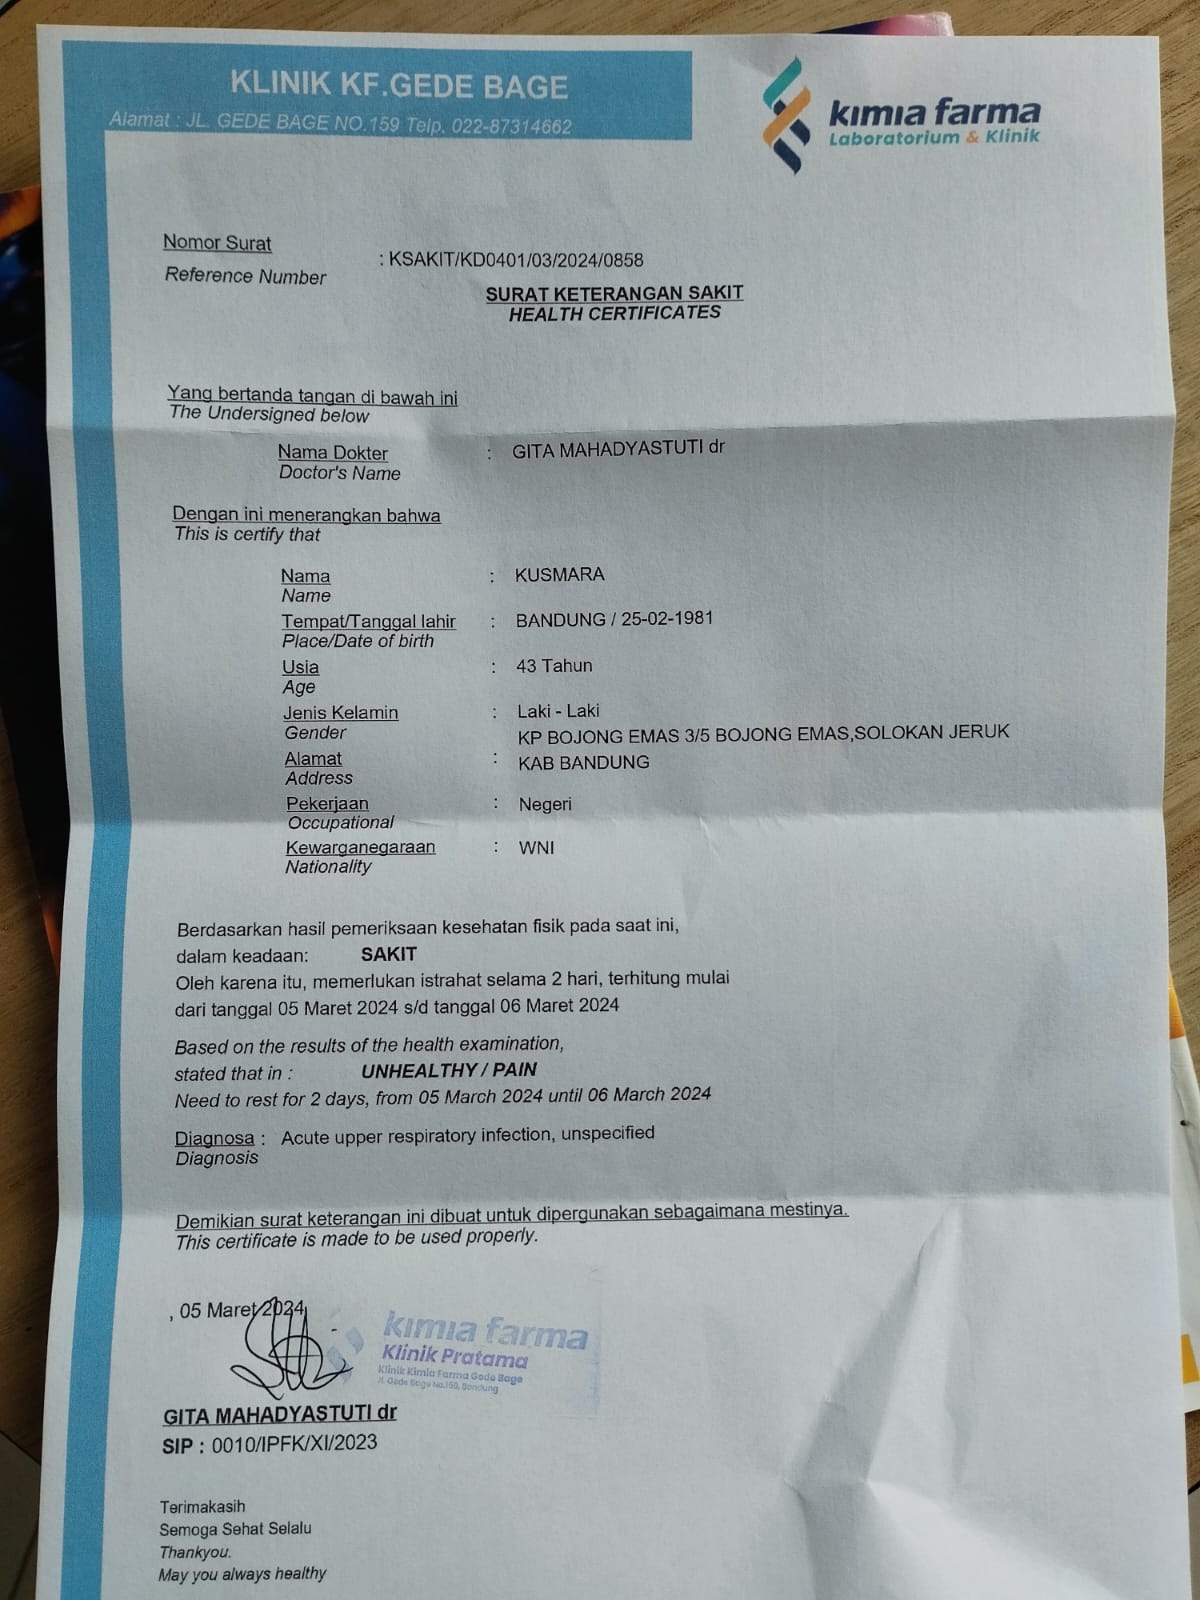 KLINIK KF.GEDE BAGE
Alamat : JL. GEDE BAGE NO.159 Telp. 022-87314662
kimia farma
Laboratorium & Klinik
Nomor Surat
Reference Number
: KSAKIT/KD0401/03/2024/0858
SURAT KETERANGAN SAKIT
HEALTH CERTIFICATES
Yang bertanda tangan di bawah ini
The Undersigned below
Nama Dokter : GITA MAHADYASTUTI dr
Doctor's Name
Dengan ini menerangkan bahwa
This is certify that
Nama : KUSMARA
Name
Tempat/Tanggal lahir : BANDUNG / 25-02-1981
Place/Date of birth
Usia : 43 Tahun
Age
Jenis Kelamin : Laki - Laki
Gender
KP BOJONG EMAS 3/5 BOJONG EMAS,SOLOKAN JERUK
Alamat : KAB BANDUNG
Address
Pekerjaan : Negeri
Occupational
Kewarganegaraan : WNI
Nationality
Berdasarkan hasil pemeriksaan kesehatan fisik pada saat ini,
dalam keadaan: SAKIT
Oleh karena itu, memerlukan istrahat selama 2 hari, terhitung mulai
dari tanggal 05 Maret 2024 s/d tanggal 06 Maret 2024
Based on the results of the health examination,
stated that in : UNHEALTHY / PAIN
Need to rest for 2 days, from 05 March 2024 until 06 March 2024
Diagnosa : Acute upper respiratory infection, unspecified
Diagnosis
Demikian surat keterangan ini dibuat untuk dipergunakan sebagaimana mestinya.
This certificate is made to be used properly.
, 05 Maret 2024
kimia farma
Klinik Pratama
Klinik Kimia Farma Gede Bage
Jl. Gede Bage No.159, Bandung
GITA MAHADYASTUTI dr
SIP : 0010/IPFK/XI/2023
Terimakasih
Semoga Sehat Selalu
Thankyou.
May you always healthy